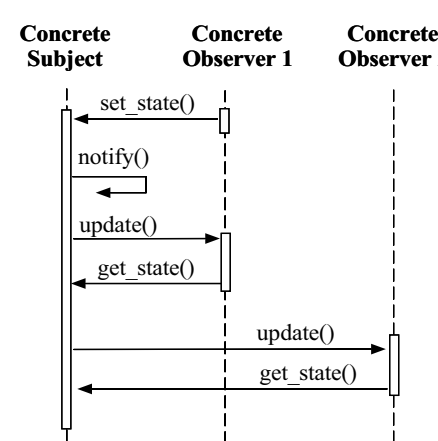 Concrete
Subject
Concrete
Observer 1
Concrete
Observer
set_state()
notify()
update()
get_state()
update()
get_state()